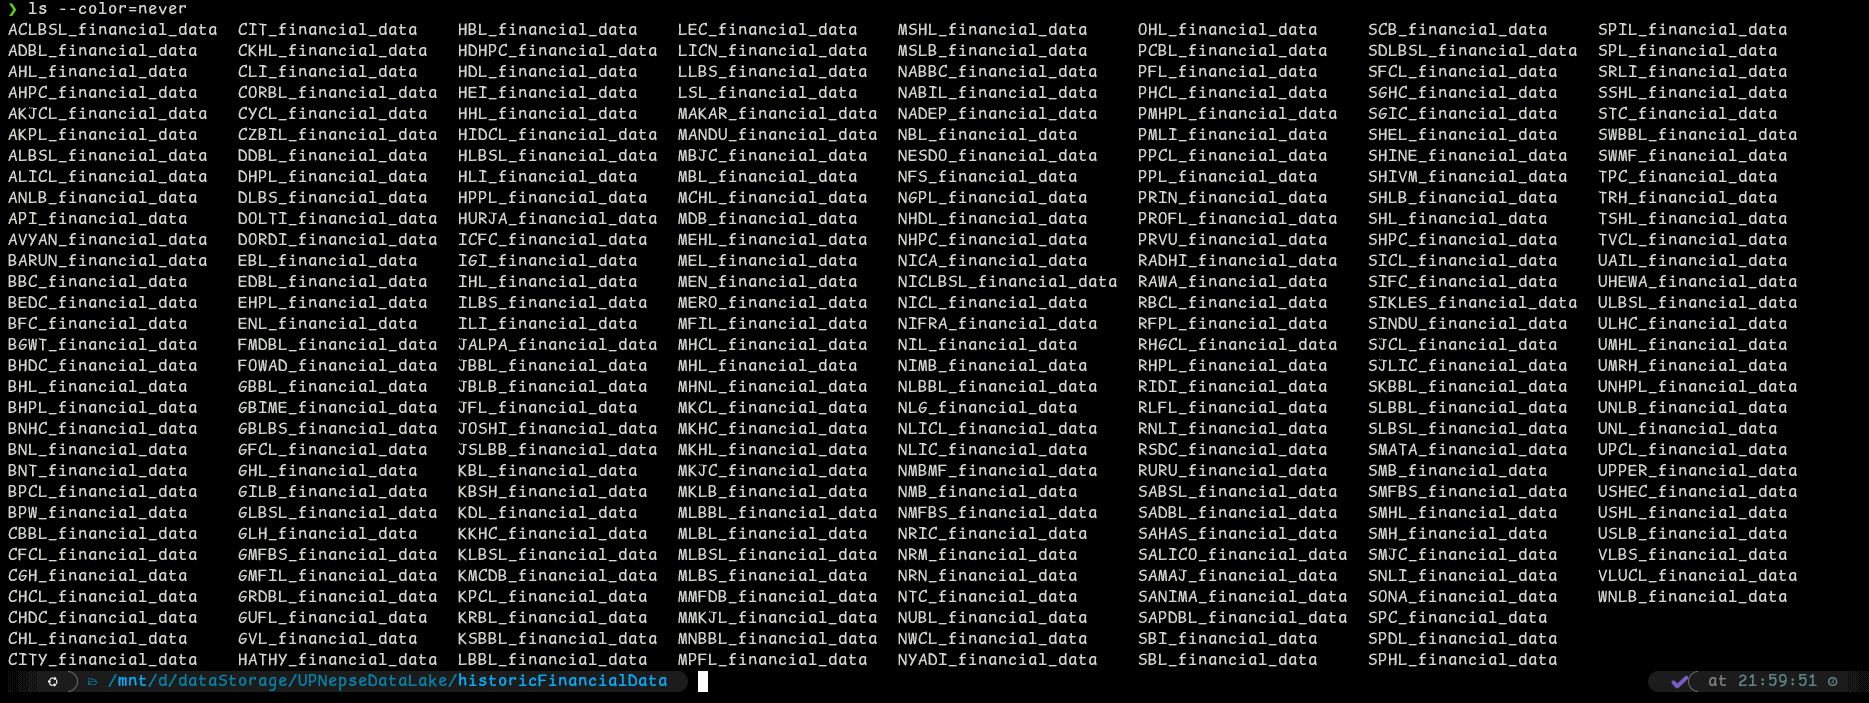 ❯ ls --color=never
ACLBSL_financial_data CIT_financial_data HBL_financial_data LEC_financial_data MSHL_financial_data OHL_financial_data SCB_financial_data SPIL_financial_data
ADBL_financial_data CKHL_financial_data HDHPC_financial_data LICN_financial_data MSLB_financial_data PCBL_financial_data SDLBSL_financial_data SPL_financial_data
AHL_financial_data CLI_financial_data HDL_financial_data LLBS_financial_data NABBC_financial_data PFL_financial_data SFCL_financial_data SRLI_financial_data
AHPC_financial_data CORBL_financial_data HEI_financial_data LSL_financial_data NABIL_financial_data PHCL_financial_data SGHC_financial_data SSHL_financial_data
AKJCL_financial_data CYCL_financial_data HHL_financial_data MAKAR_financial_data NADEP_financial_data PMHPL_financial_data SGIC_financial_data STC_financial_data
AKPL_financial_data CZBIL_financial_data HIDCL_financial_data MANDU_financial_data NBL_financial_data PMLI_financial_data SHEL_financial_data SWBBL_financial_data
ALBSL_financial_data DDBL_financial_data HLBSL_financial_data MBJC_financial_data NESDO_financial_data PPCL_financial_data SHINE_financial_data SWMF_financial_data
ALICL_financial_data DHPL_financial_data HLI_financial_data MBL_financial_data NFS_financial_data PPL_financial_data SHIVM_financial_data TPC_financial_data
ANLB_financial_data DLBS_financial_data HPPL_financial_data MCHL_financial_data NGPL_financial_data PRIN_financial_data SHLB_financial_data TRH_financial_data
API_financial_data DOLTI_financial_data HURJA_financial_data MDB_financial_data NHDL_financial_data PROFL_financial_data SHL_financial_data TSHL_financial_data
AVYAN_financial_data DORDI_financial_data ICFC_financial_data MEHL_financial_data NHPC_financial_data PRVU_financial_data SHPC_financial_data TVCL_financial_data
BARUN_financial_data EBL_financial_data IGI_financial_data MEL_financial_data NICA_financial_data RADHI_financial_data SICL_financial_data UAIL_financial_data
BBC_financial_data EDBL_financial_data IHL_financial_data MEN_financial_data NICLBSL_financial_data RAWA_financial_data SIFC_financial_data UHEWA_financial_data
BEDC_financial_data EHPL_financial_data ILBS_financial_data MERO_financial_data NICL_financial_data RBCL_financial_data SIKLES_financial_data ULBSL_financial_data
BFC_financial_data ENL_financial_data ILI_financial_data MFIL_financial_data NIFRA_financial_data RFPL_financial_data SINDU_financial_data ULHC_financial_data
BGWT_financial_data FMDBL_financial_data JALPA_financial_data MHCL_financial_data NIL_financial_data RHGCL_financial_data SJCL_financial_data UMHL_financial_data
BHDC_financial_data FOWAD_financial_data JBBL_financial_data MHL_financial_data NIMB_financial_data RHPL_financial_data SJLIC_financial_data UMRH_financial_data
BHL_financial_data GBBL_financial_data JBLB_financial_data MHNL_financial_data NLBBL_financial_data RIDI_financial_data SKBBL_financial_data UNHPL_financial_data
BHPL_financial_data GBIME_financial_data JFL_financial_data MKCL_financial_data NLG_financial_data RLFL_financial_data SLBBL_financial_data UNLB_financial_data
BNHC_financial_data GBLBS_financial_data JOSHI_financial_data MKHC_financial_data NLICL_financial_data RNLI_financial_data SLBSL_financial_data UNL_financial_data
BNL_financial_data GFCL_financial_data JSLBB_financial_data MKHL_financial_data NLIC_financial_data RSDC_financial_data SMATA_financial_data UPCL_financial_data
BNT_financial_data GHL_financial_data KBL_financial_data MKJC_financial_data NMBMF_financial_data RURU_financial_data SMB_financial_data UPPER_financial_data
BPCL_financial_data GILB_financial_data KBSH_financial_data MKLB_financial_data NMB_financial_data SABSL_financial_data SMFBS_financial_data USHEC_financial_data
BPW_financial_data GLBSL_financial_data KDL_financial_data MLBBL_financial_data NMFBS_financial_data SADBL_financial_data SMHL_financial_data USHL_financial_data
CBBL_financial_data GLH_financial_data KKHC_financial_data MLBL_financial_data NRIC_financial_data SAHAS_financial_data SMH_financial_data USLB_financial_data
CFCL_financial_data GMFBS_financial_data KLBSL_financial_data MLBSL_financial_data NRM_financial_data SALICO_financial_data SMJC_financial_data VLBS_financial_data
CGH_financial_data GMFIL_financial_data KMCDB_financial_data MLBS_financial_data NRN_financial_data SAMAJ_financial_data SNLI_financial_data VLUCL_financial_data
CHCL_financial_data GRDBL_financial_data KPCL_financial_data MMFDB_financial_data NTC_financial_data SANIMA_financial_data SONA_financial_data WNLB_financial_data
CHDC_financial_data GUFL_financial_data KRBL_financial_data MMKJL_financial_data NUBL_financial_data SAPDBL_financial_data SPC_financial_data
CHL_financial_data GVL_financial_data KSBBL_financial_data MNBBL_financial_data NWCL_financial_data SBI_financial_data SPDL_financial_data
CITY_financial_data HATHY_financial_data LBBL_financial_data MPFL_financial_data NYADI_financial_data SBL_financial_data SPHL_financial_data
/mnt/d/dataStorage/UPNepseDataLake/historicFinancialData at 21:59:51